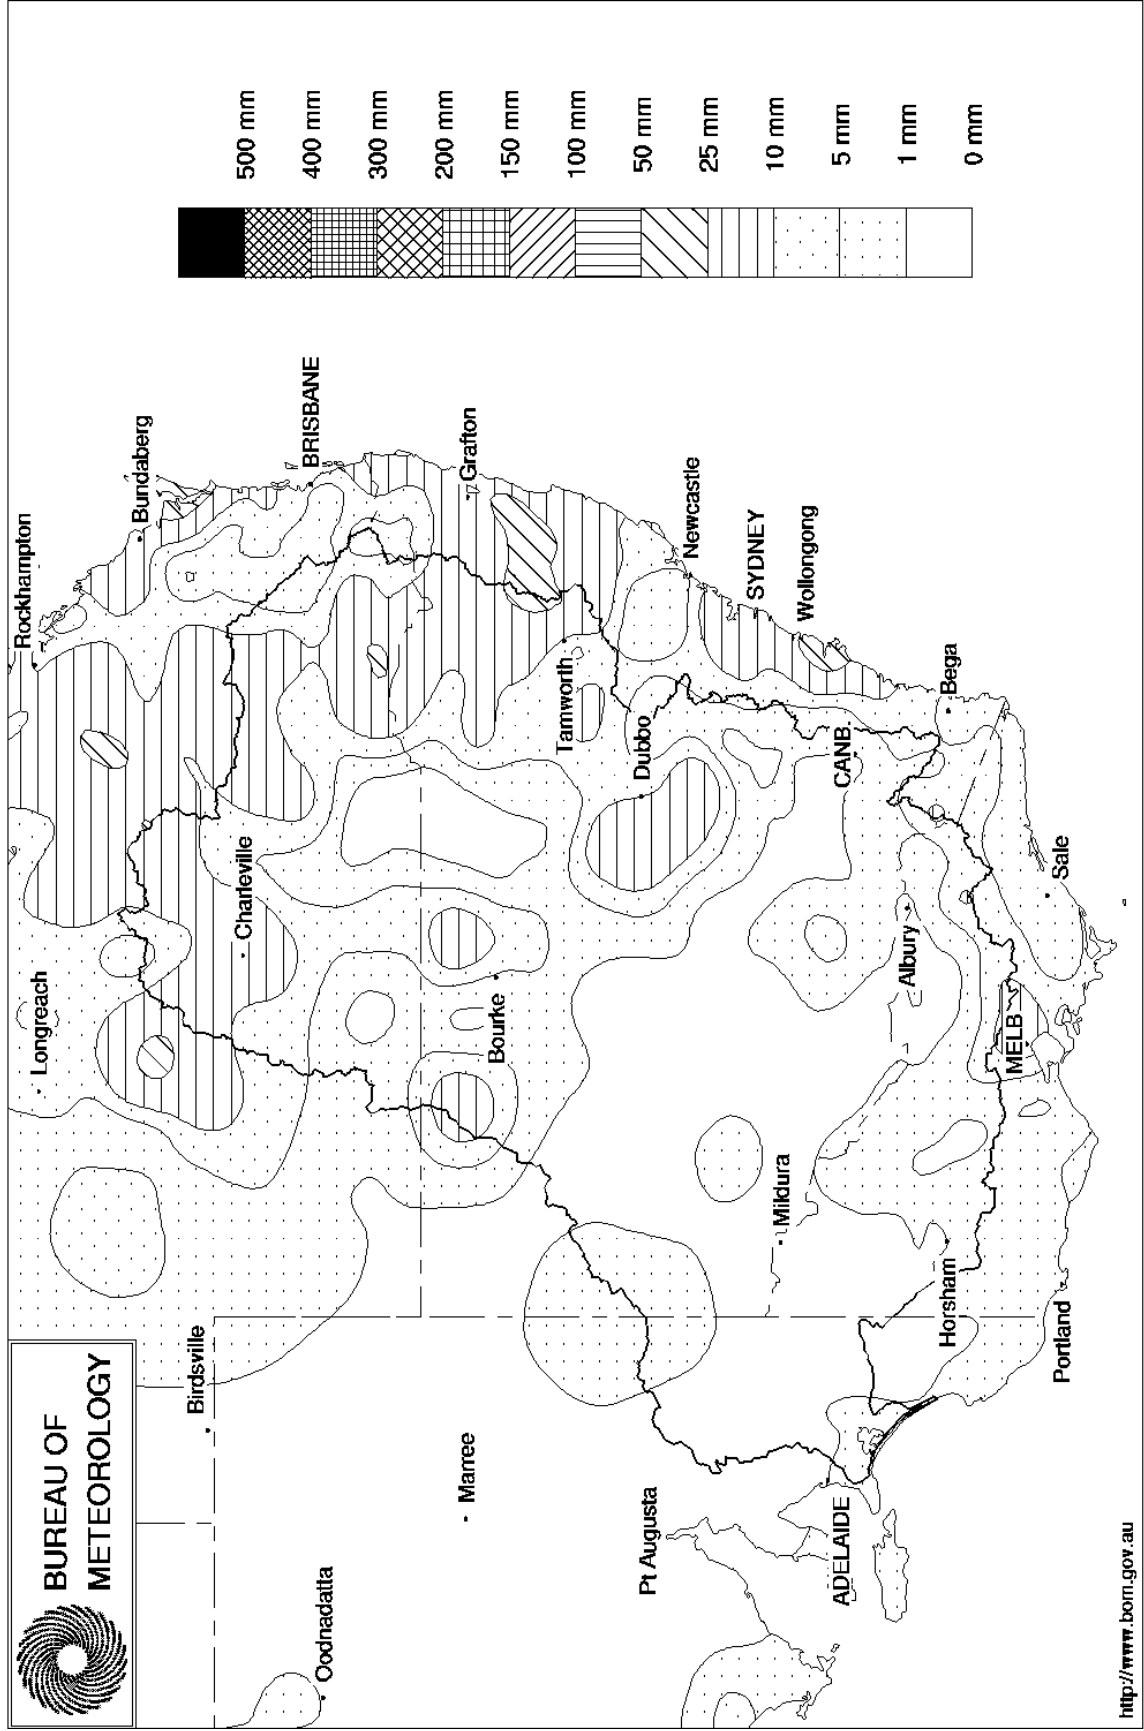 BUREAU OF
METEOROLOGY
Rockhampton
Longreach
Bundaberg
Birdsville
Charleville
BRISBANE
Oodnadatta
Marree
Bourke
Grafton
Tamworth
Pt Augusta
Dubbo
Newcastle
SYDNEY
Mildura
Wollongong
ADELAIDE
CANB.
Albury
Horsham
Bega
MELB
Portland
Sale
500 mm
400 mm
300 mm
200 mm
150 mm
100 mm
50 mm
25 mm
10 mm
5 mm
1 mm
0 mm
http://www.bom.gov.au